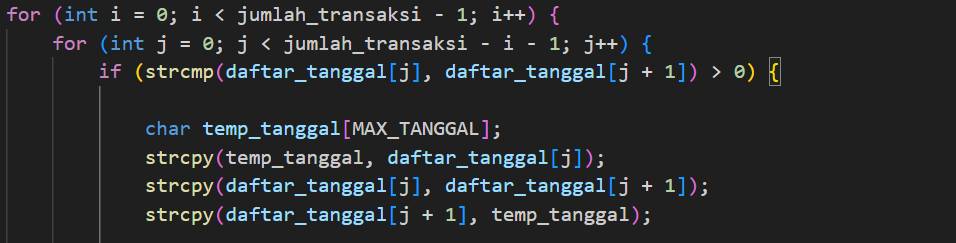 for (int i = 0; i < jumlah_transaksi - 1; i++) {
for (int j = 0; j < jumlah_transaksi - i - 1; j++) {
if (strcmp(daftar_tanggal[j], daftar_tanggal[j + 1]) > 0) {
char temp_tanggal[MAX_TANGGAL];
strcpy(temp_tanggal, daftar_tanggal[j]);
strcpy(daftar_tanggal[j], daftar_tanggal[j + 1]);
strcpy(daftar_tanggal[j + 1], temp_tanggal);